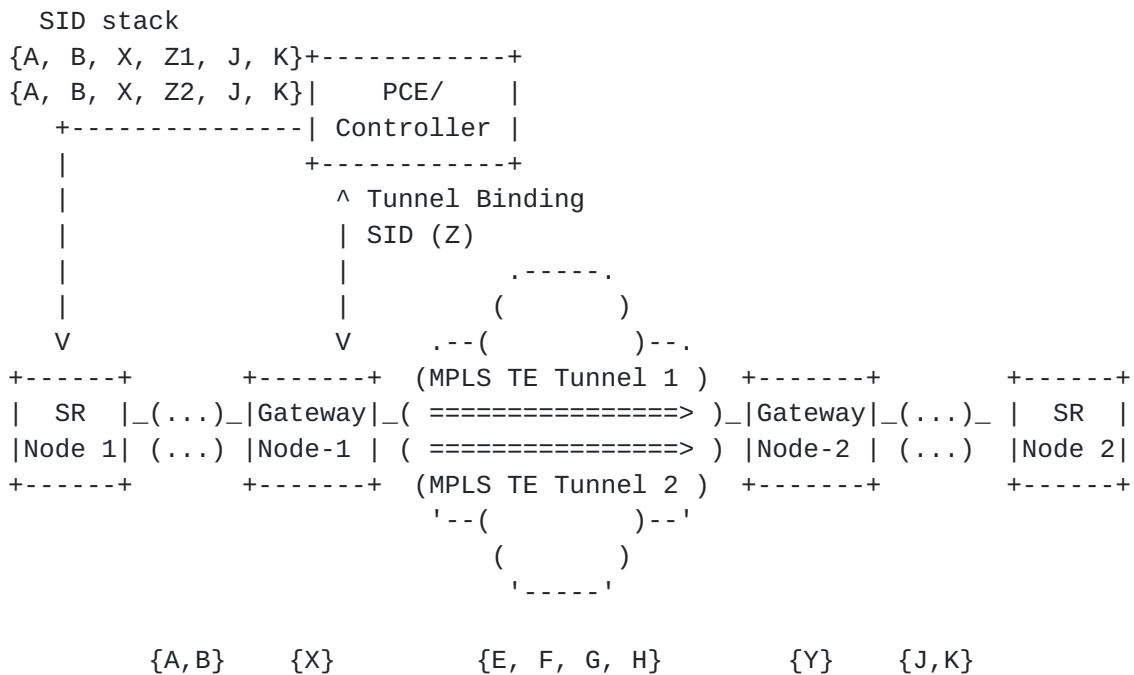 SID stack
{A, B, X, Z1, J, K}+------------+
{A, B, X, Z2, J, K}|    PCE/    |
   +---------------| Controller |
   |               +------------+
   |                 ^ Tunnel Binding
   |                 | SID (Z)
   |                 |          .-----.
   |                 |         (       )
   V                 V     .--(         )--.
+------+       +-------+  (MPLS TE Tunnel 1 )  +-------+        +------+
|  SR  |_(...)_|Gateway|_( ================> )_|Gateway|_(...)_ |  SR  |
|Node 1| (...) |Node-1 | ( ================> ) |Node-2 | (...)  |Node 2|
+------+       +-------+  (MPLS TE Tunnel 2 )  +-------+        +------+
                           '--(         )--'
                               (       )
                                '-----'
         {A,B}    {X}         {E, F, G, H}        {Y}    {J,K}